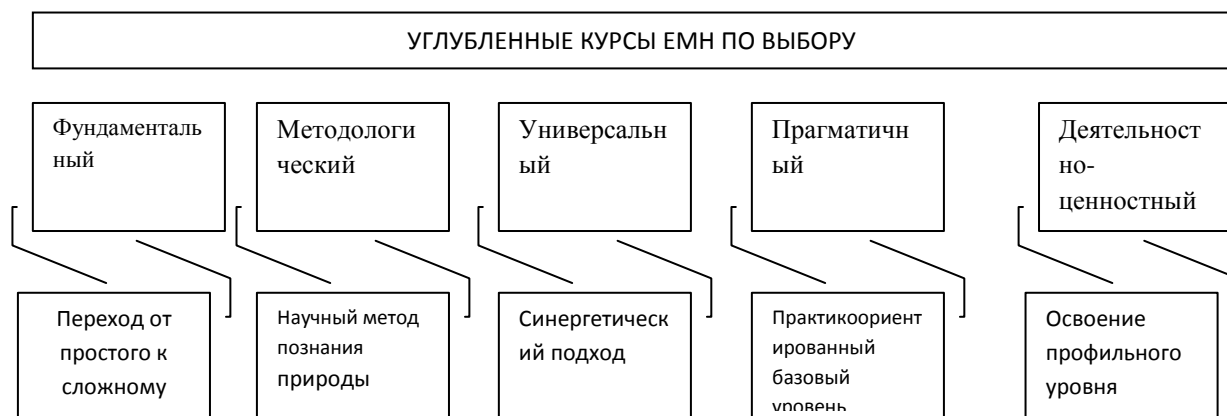 УГЛУБЛЕННЫЕ КУРСЫ ЕМН ПО ВЫБОРУ
Фундаменталь
ный
Методологи
ческий
Универсальн
ый
Прагматичн
ый
Деятельност
но-
ценностный
Переход от
простого к
сложному
Научный метод
познания
природы
Синергетическ
ий подход
Практикоориент
ированный
базовый
уровень
Освоение
профильного
уровня